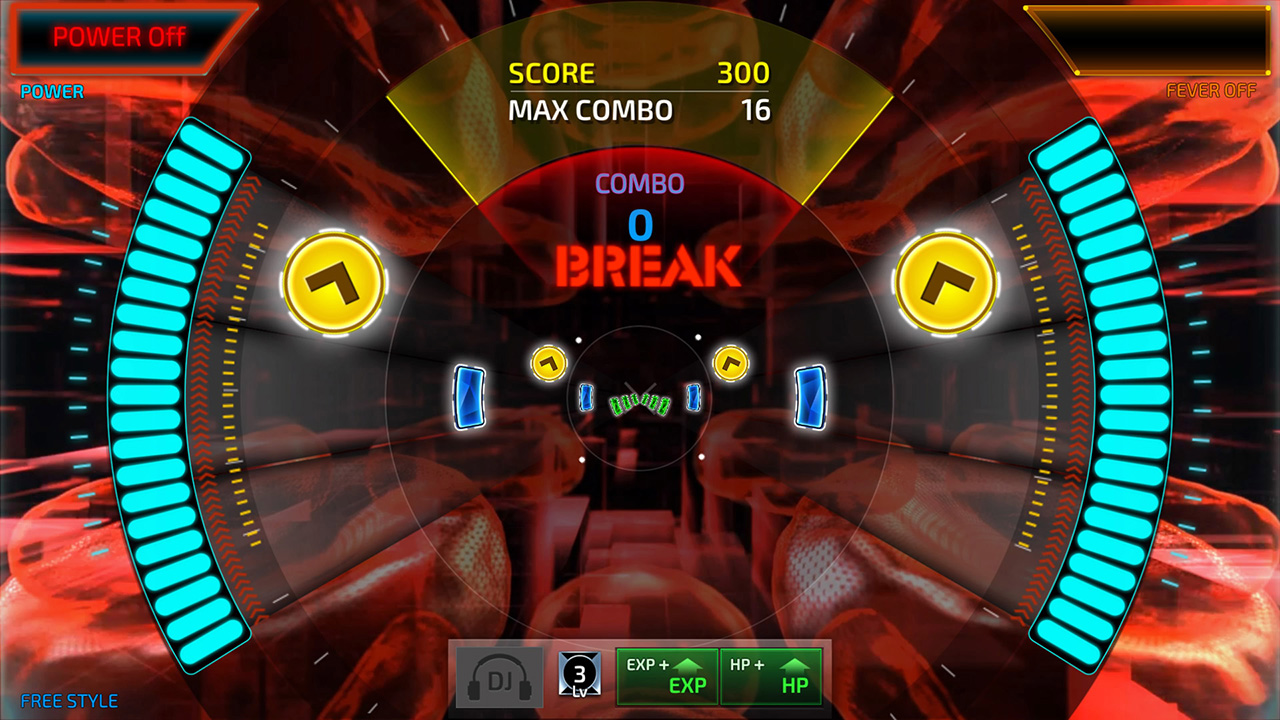 POWER Off
POWER
FEVER OFF
SCORE 300
MAX COMBO 16
COMBO
0
BREAK
FREE STYLE
DJ
3
Lv
EXP +
EXP
HP +
HP